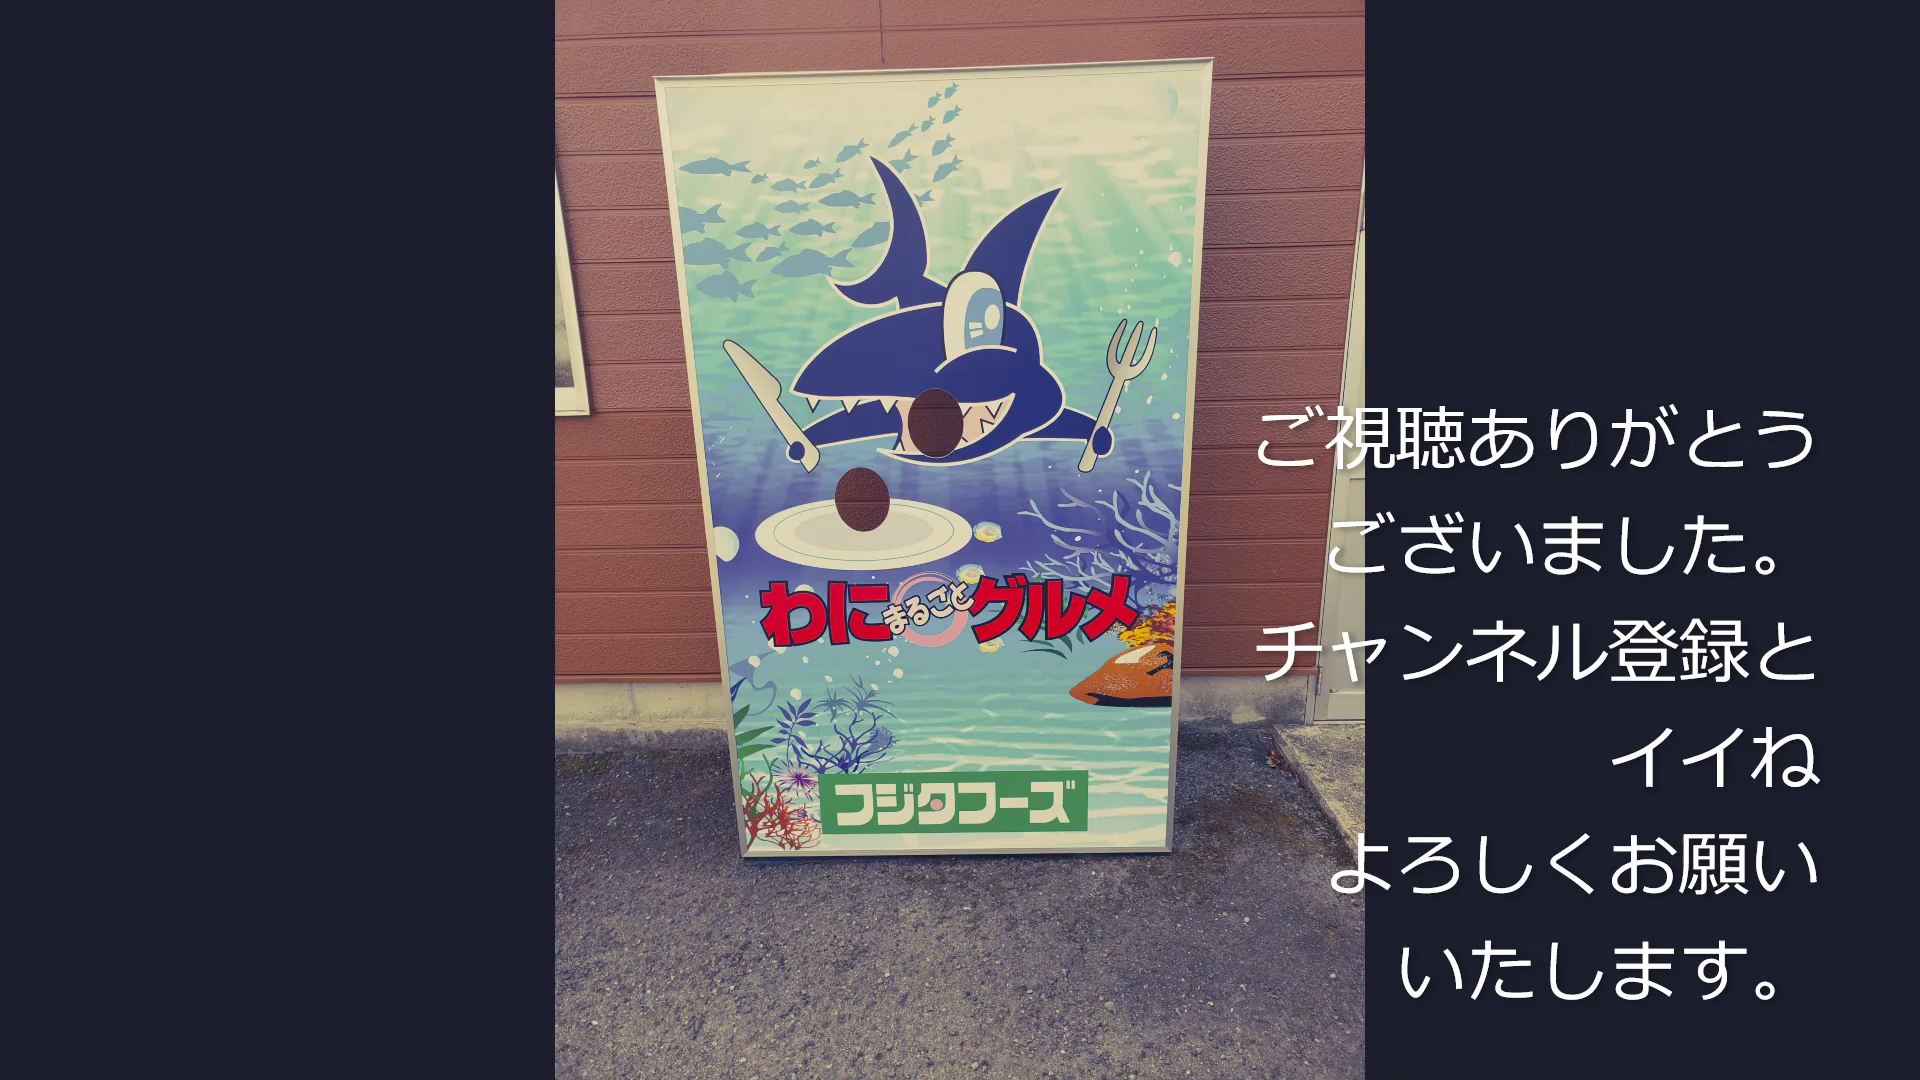 わにまるごとグルメ
フジタフーズ
ご視聴ありがとう
ございました。
チャンネル登録と
イイね
よろしくお願い
いたします。